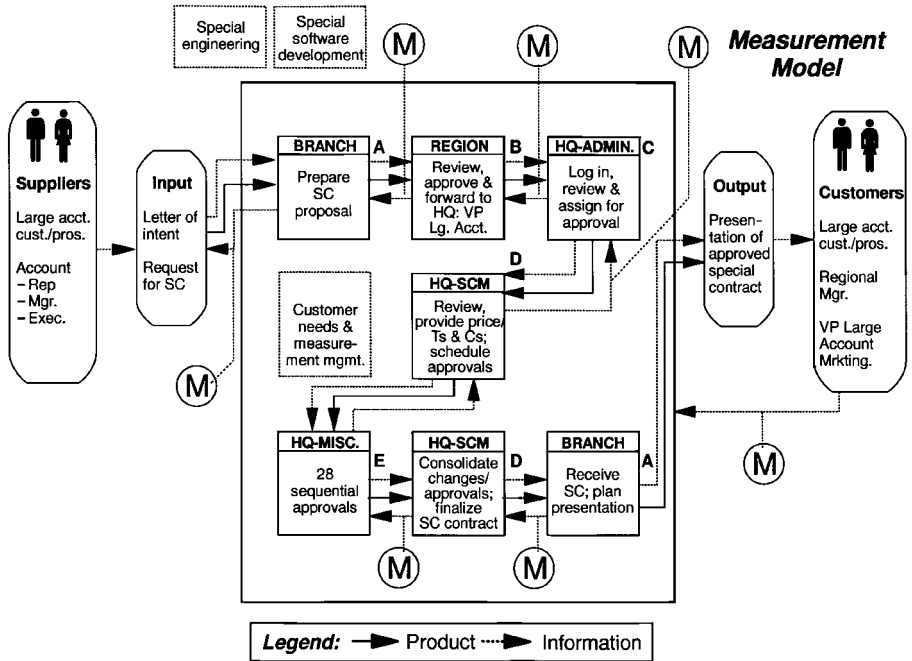 Special
engineering
Special
software
development
M
M
M
Measurement
Model
Suppliers
Large acct.
cust./pros.
Account
– Rep
– Mgr.
– Exec.
Input
Letter of
intent
Request
for SC
BRANCH
A
Prepare
SC
proposal
REGION
B
Review,
approve &
forward to
HQ: VP
Lg. Acct.
HQ-ADMIN.
C
Log in,
review &
assign for
approval
Output
Presen-
tation of
approved
special
contract
Customers
Large acct.
cust./pros.
Regional
Mgr.
VP Large
Account
Mrkting.
Customer
needs &
measure-
ment mgmt.
D
HQ-SCM
Review,
provide price/
Ts & Cs;
schedule
approvals
M
HQ-MISC.
E
28
sequential
approvals
HQ-SCM
D
Consolidate
changes/
approvals;
finalize
SC contract
BRANCH
A
Receive
SC; plan
presentation
M
M
M
Legend: Product Information